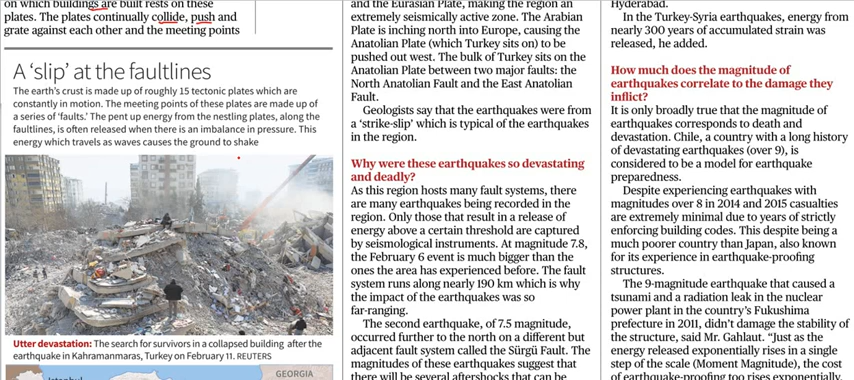 on which buildings are built rests on these
plates. The plates continually collide, push and
grate against each other and the meeting points
A ‘slip’ at the faultlines
The earth’s crust is made up of roughly 15 tectonic plates which are
constantly in motion. The meeting points of these plates are made up of
a series of ‘faults.’ The pent up energy from the nestling plates, along the
faultlines, is often released when there is an imbalance in pressure. This
energy which travels as waves causes the ground to shake
Utter devastation: The search for survivors in a collapsed building after the
earthquake in Kahramanmaras, Turkey on February 11. REUTERS
Istanbul
GEORGIA
and the Eurasian Plate, making the region an
extremely seismically active zone. The Arabian
Plate is inching north into Europe, causing the
Anatolian Plate (which Turkey sits on) to be
pushed out west. The bulk of Turkey sits on the
Anatolian Plate between two major faults: the
North Anatolian Fault and the East Anatolian
Fault.
Geologists say that the earthquakes were from
a ‘strike-slip’ which is typical of the earthquakes
in the region.
Why were these earthquakes so devastating
and deadly?
As this region hosts many fault systems, there
are many earthquakes being recorded in the
region. Only those that result in a release of
energy above a certain threshold are captured
by seismological instruments. At magnitude 7.8,
the February 6 event is much bigger than the
ones the area has experienced before. The fault
system runs along nearly 190 km which is why
the impact of the earthquakes was so
far-ranging.
The second earthquake, of 7.5 magnitude,
occurred further to the north on a different but
adjacent fault system called the Sürgü Fault. The
magnitudes of these earthquakes suggest that
there will be several aftershocks that can be
Hyderabad.
In the Turkey-Syria earthquakes, energy from
nearly 300 years of accumulated strain was
released, he added.
How much does the magnitude of
earthquakes correlate to the damage they
inflict?
It is only broadly true that the magnitude of
earthquakes corresponds to death and
devastation. Chile, a country with a long history
of devastating earthquakes (over 9), is
considered to be a model for earthquake
preparedness.
Despite experiencing earthquakes with
magnitudes over 8 in 2014 and 2015 casualties
are extremely minimal due to years of strictly
enforcing building codes. This despite being a
much poorer country than Japan, also known
for its experience in earthquake-proofing
structures.
The 9-magnitude earthquake that caused a
tsunami and a radiation leak in the nuclear
power plant in the country’s Fukushima
prefecture in 2011, didn’t damage the stability of
the structure, said Mr. Gahlaut. “Just as the
energy released exponentially rises in a single
step of the scale (Moment Magnitude), the cost
of earthquake-proofing too rises exponentially.